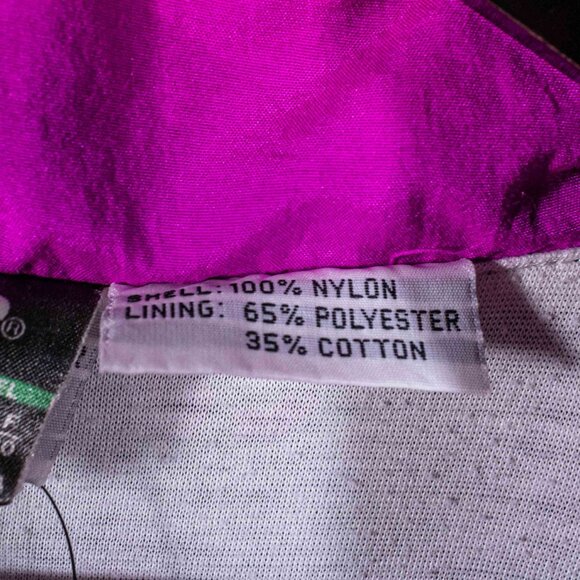 SHELL: 100% NYLON
LINING: 65% POLYESTER
35% COTTON
®